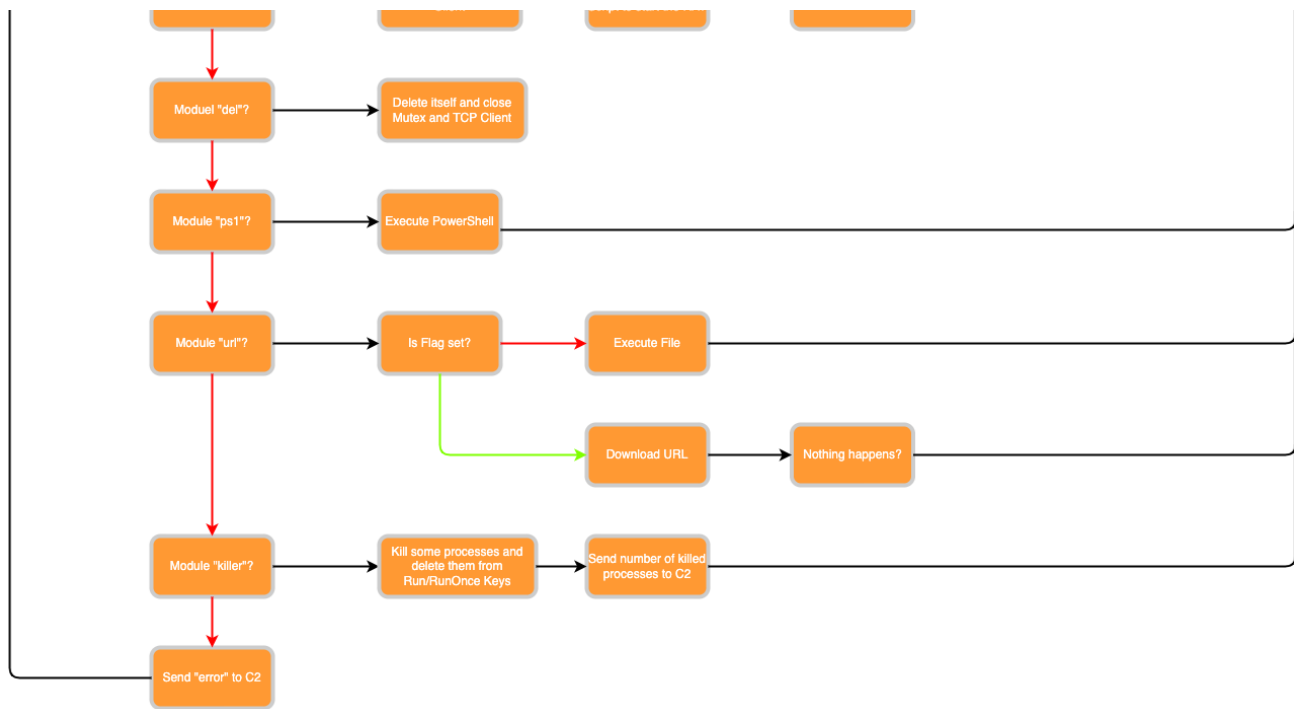 Moduel "del"?
Delete itself and close
Mutex and TCP Client
Module "ps1"?
Execute PowerShell
Module "url"?
Is Flag set?
Execute File
Download URL
Nothing happens?
Module "killer"?
Kill some processes and
delete them from
Run/RunOnce Keys
Send number of killed
processes to C2
Send "error" to C2